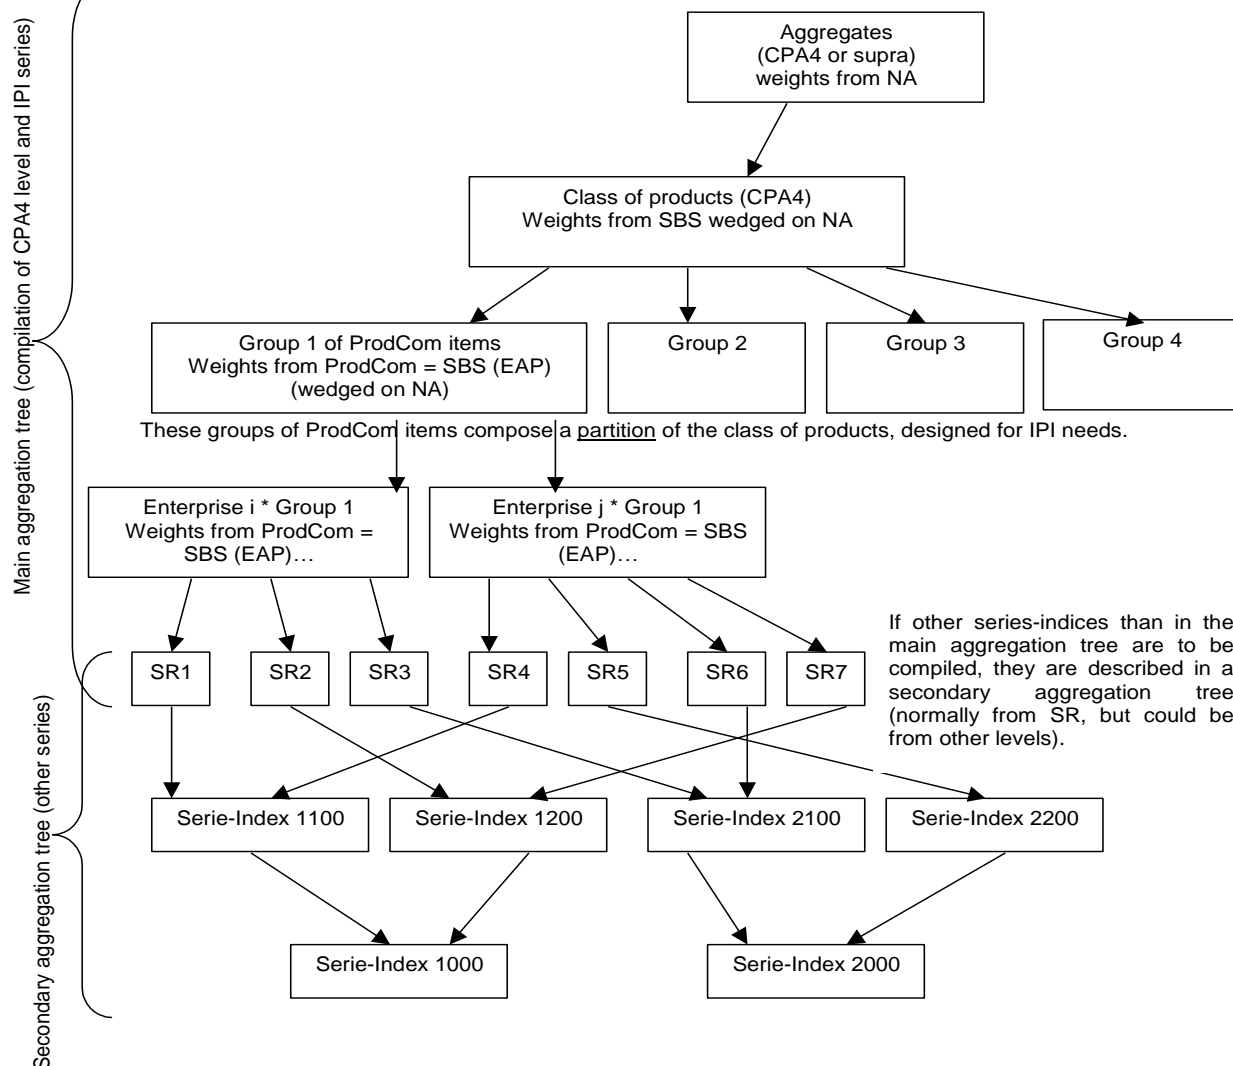 Main aggregation tree (compilation of CPA4 level and IPI series)
Aggregates
(CPA4 or supra)
weights from NA
Class of products (CPA4)
Weights from SBS wedged on NA
Group 1 of ProdCom items
Weights from ProdCom = SBS (EAP)
(wedged on NA)
Group 2
Group 3
Group 4
These groups of ProdCom items compose a partition of the class of products, designed for IPI needs.
Enterprise i * Group 1
Weights from ProdCom =
SBS (EAP)…
Enterprise j * Group 1
Weights from ProdCom = SBS
(EAP)…
SR1
SR2
SR3
SR4
SR5
SR6
SR7
If other series-indices than in the
main aggregation tree are to be
compiled, they are described in a
secondary aggregation tree
(normally from SR, but could be
from other levels).
Secondary aggregation tree (other series)
Serie-Index 1100
Serie-Index 1200
Serie-Index 2100
Serie-Index 2200
Serie-Index 1000
Serie-Index 2000